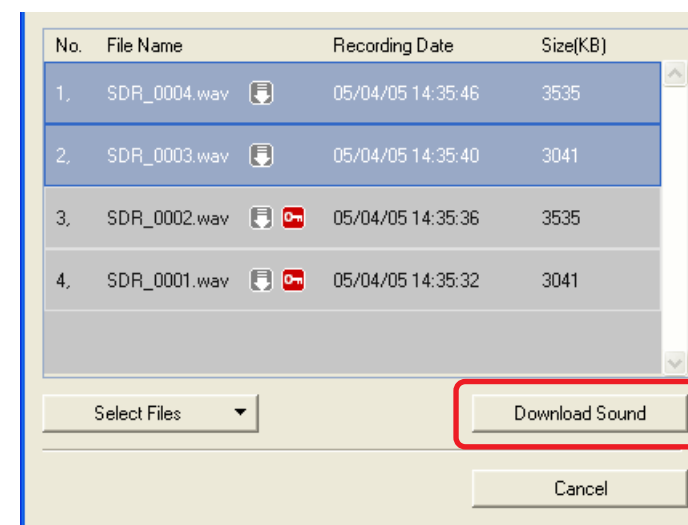 No. File Name Recording Date Size(KB)
1, SDR_0004.wav 05/04/05 14:35:46 3535
2, SDR_0003.wav 05/04/05 14:35:40 3041
3, SDR_0002.wav 05/04/05 14:35:36 3535
4, SDR_0001.wav 05/04/05 14:35:32 3041
Select Files Download Sound
Cancel